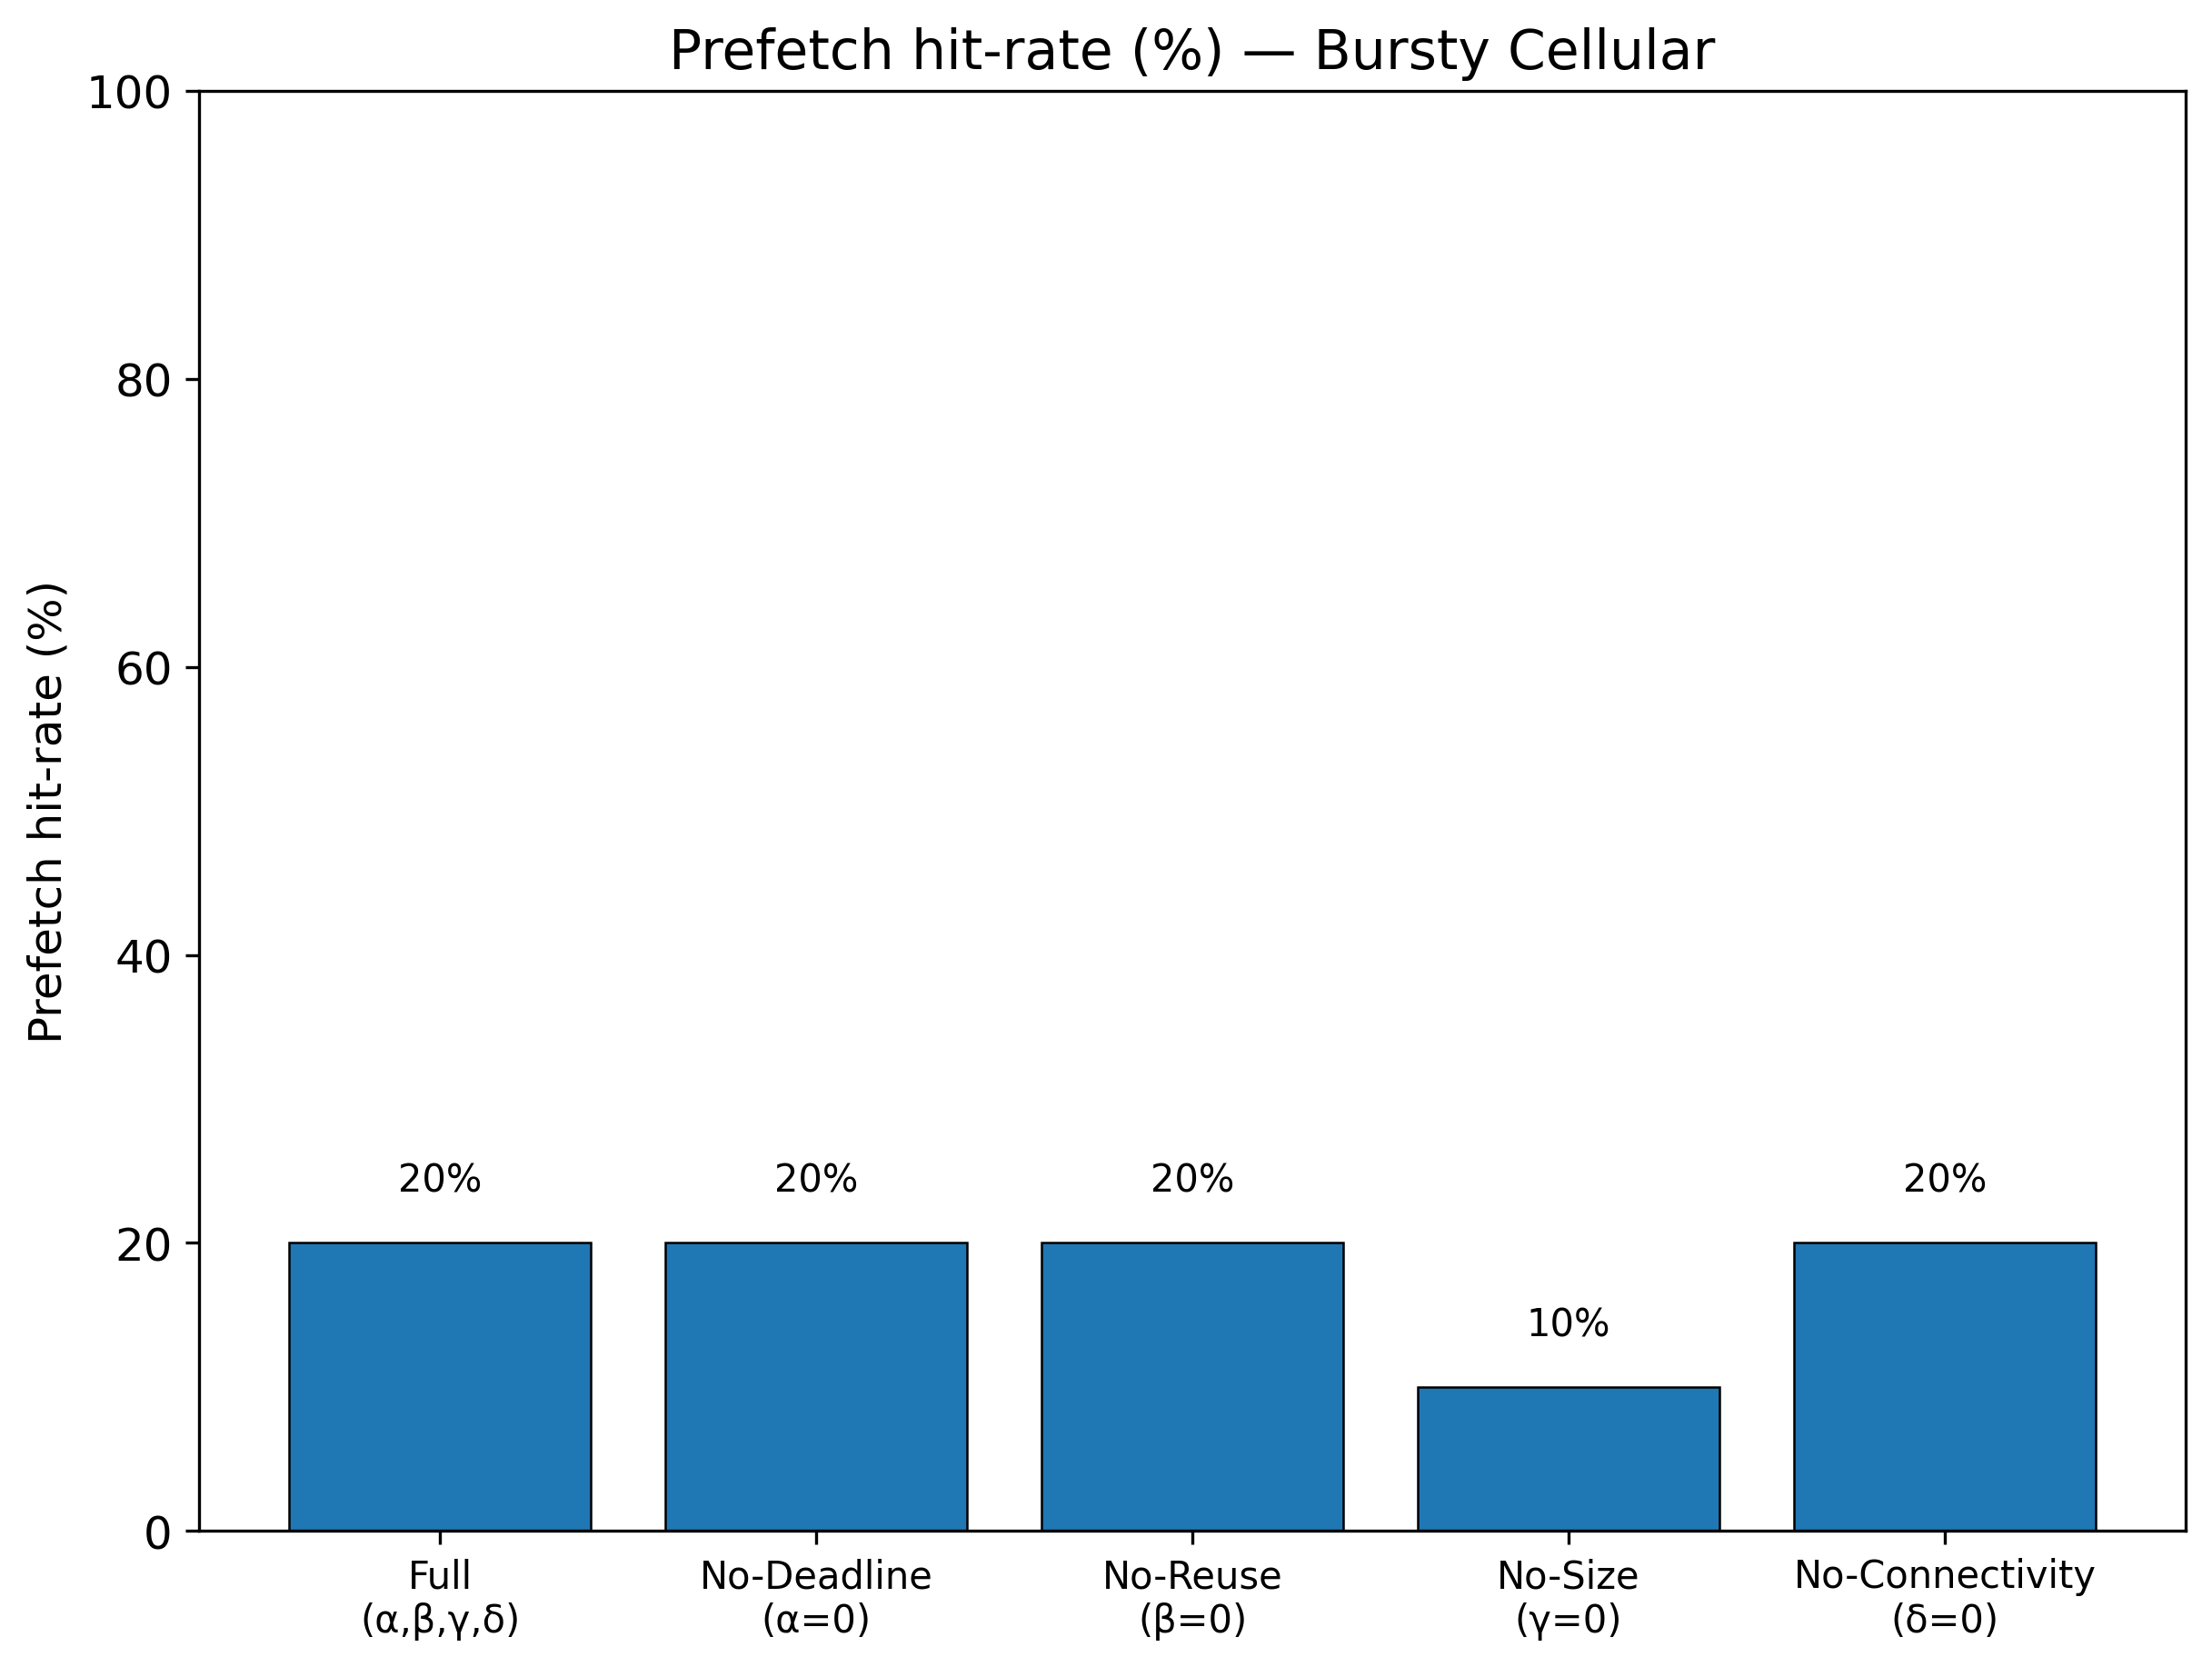 Prefetch hit-rate (%) — Bursty Cellular
Prefetch hit-rate (%)
100
80
60
40
20
0
20%
20%
20%
10%
20%
Full
(α,β,γ,δ)
No-Deadline
(α=0)
No-Reuse
(β=0)
No-Size
(γ=0)
No-Connectivity
(δ=0)